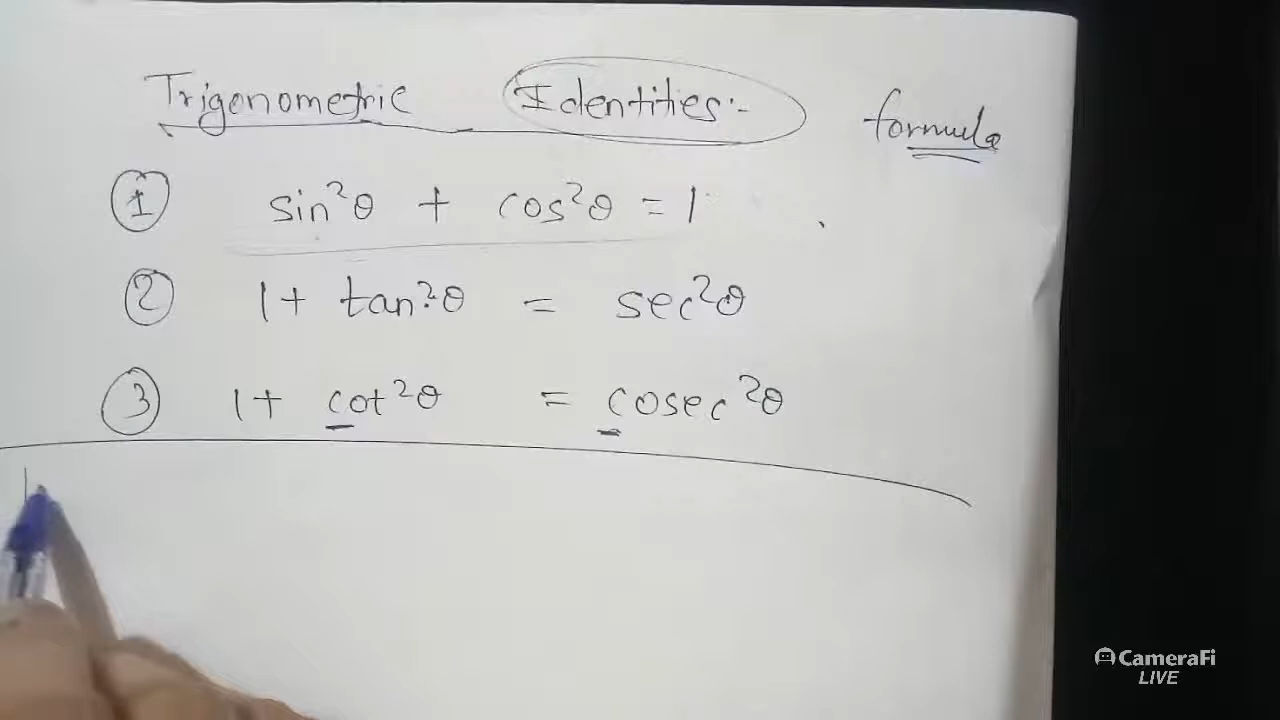 Trigonometric Identities:- formula
① sin²θ + cos²θ = 1
② 1 + tan²θ = sec²θ
③ 1 + cot²θ = cosec²θ
CameraFi
LIVE